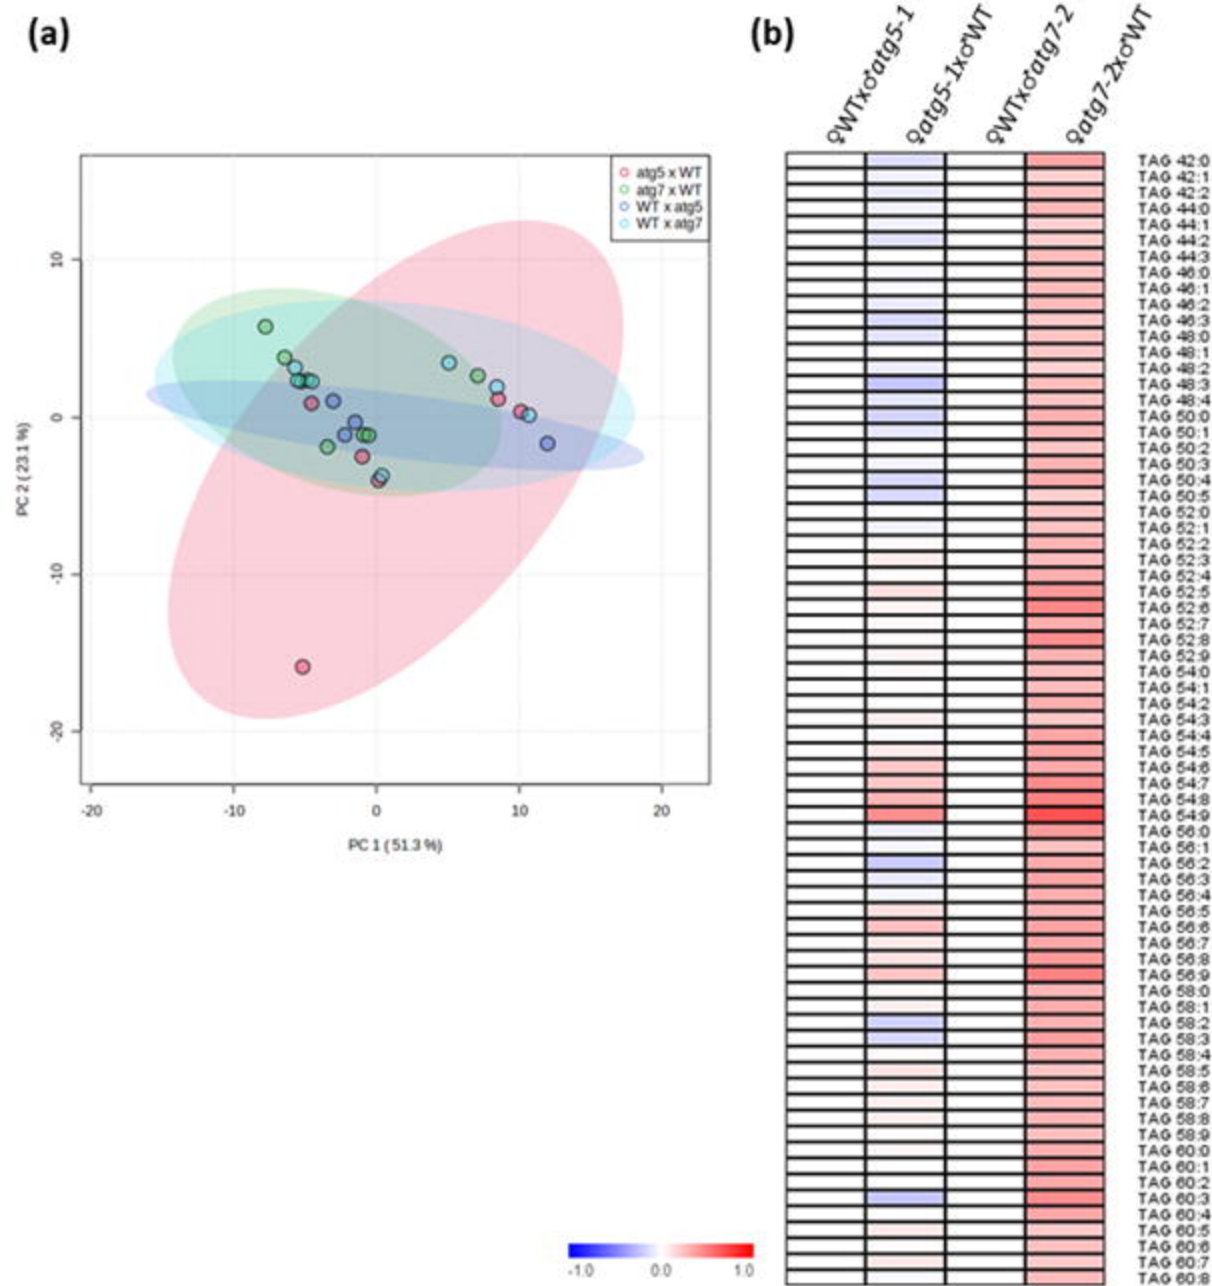 (a)
(b)
♀WTx♂atg5-1
♀atg5-1x♂WT
♀WTx♂atg7-2
♀atg7-2x♂WT
atg5 x WT
atg7 x WT
WT x atg5
WT x atg7
10
0
-10
-20
PC 2 ( 23.1 %)
-20
-10
0
10
20
PC 1 ( 51.3 %)
TAG 42:0
TAG 42:1
TAG 42:2
TAG 44:0
TAG 44:1
TAG 44:2
TAG 44:3
TAG 46:0
TAG 46:1
TAG 46:2
TAG 46:3
TAG 48:0
TAG 48:1
TAG 48:2
TAG 48:3
TAG 48:4
TAG 50:0
TAG 50:1
TAG 50:2
TAG 50:3
TAG 50:4
TAG 50:5
TAG 52:0
TAG 52:1
TAG 52:2
TAG 52:3
TAG 52:4
TAG 52:5
TAG 52:6
TAG 52:7
TAG 52:8
TAG 52:9
TAG 54:0
TAG 54:1
TAG 54:2
TAG 54:3
TAG 54:4
TAG 54:5
TAG 54:6
TAG 54:7
TAG 54:8
TAG 54:9
TAG 56:0
TAG 56:1
TAG 56:2
TAG 56:3
TAG 56:4
TAG 56:5
TAG 56:6
TAG 56:7
TAG 56:8
TAG 56:9
TAG 58:0
TAG 58:1
TAG 58:2
TAG 58:3
TAG 58:4
TAG 58:5
TAG 58:6
TAG 58:7
TAG 58:8
TAG 58:9
TAG 60:0
TAG 60:1
TAG 60:2
TAG 60:3
TAG 60:4
TAG 60:5
TAG 60:6
TAG 60:7
TAG 60:8
-1.0
0.0
1.0